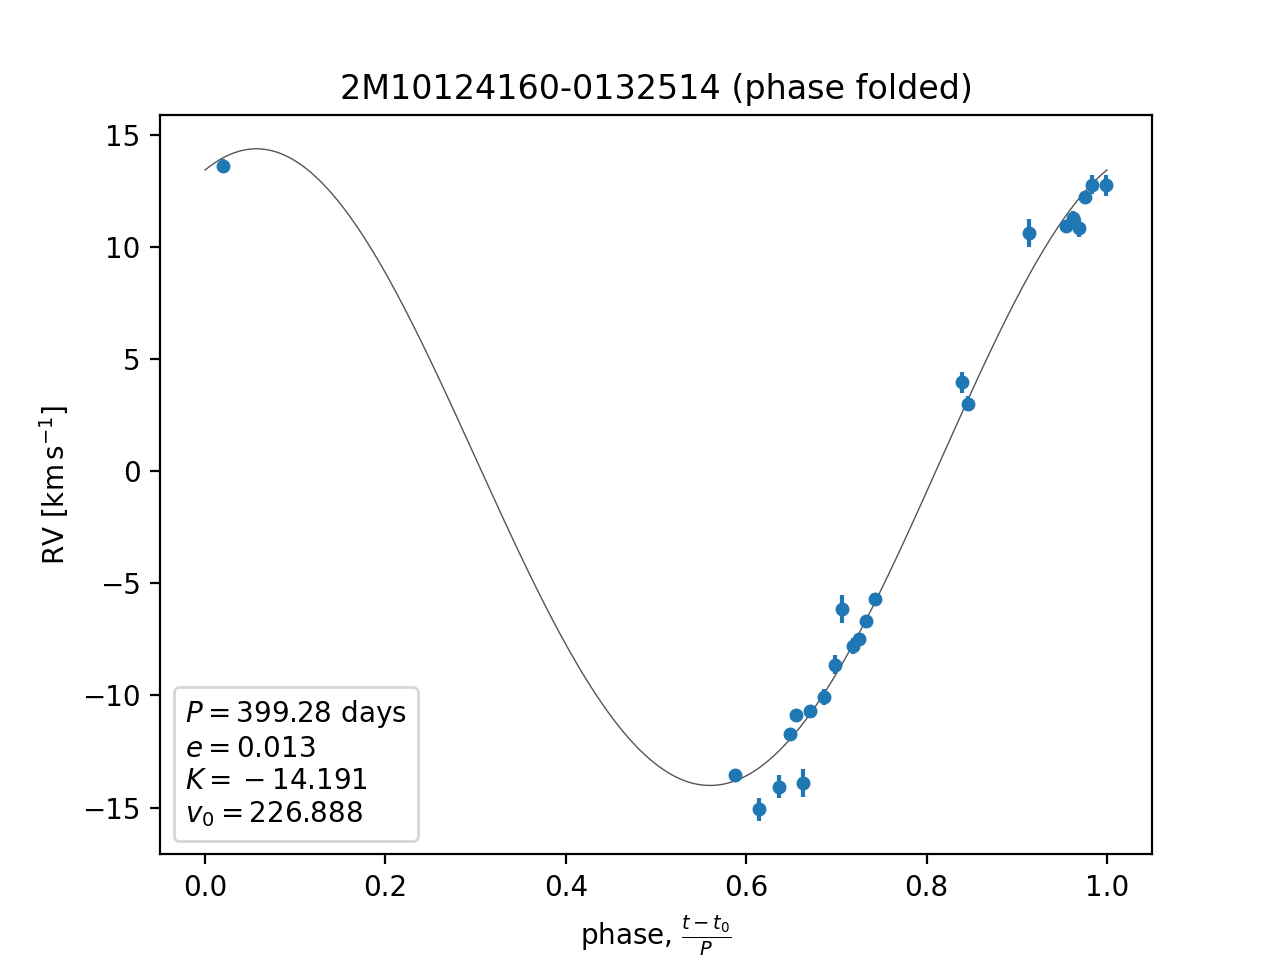 2M10124160-0132514 (phase folded)
RV [km s⁻¹]
15
10
5
0
−5
−10
−15
P = 399.28 days
e = 0.013
K = −14.191
v₀ = 226.888
0.0 0.2 0.4 0.6 0.8 1.0
phase, (t − t₀)/P